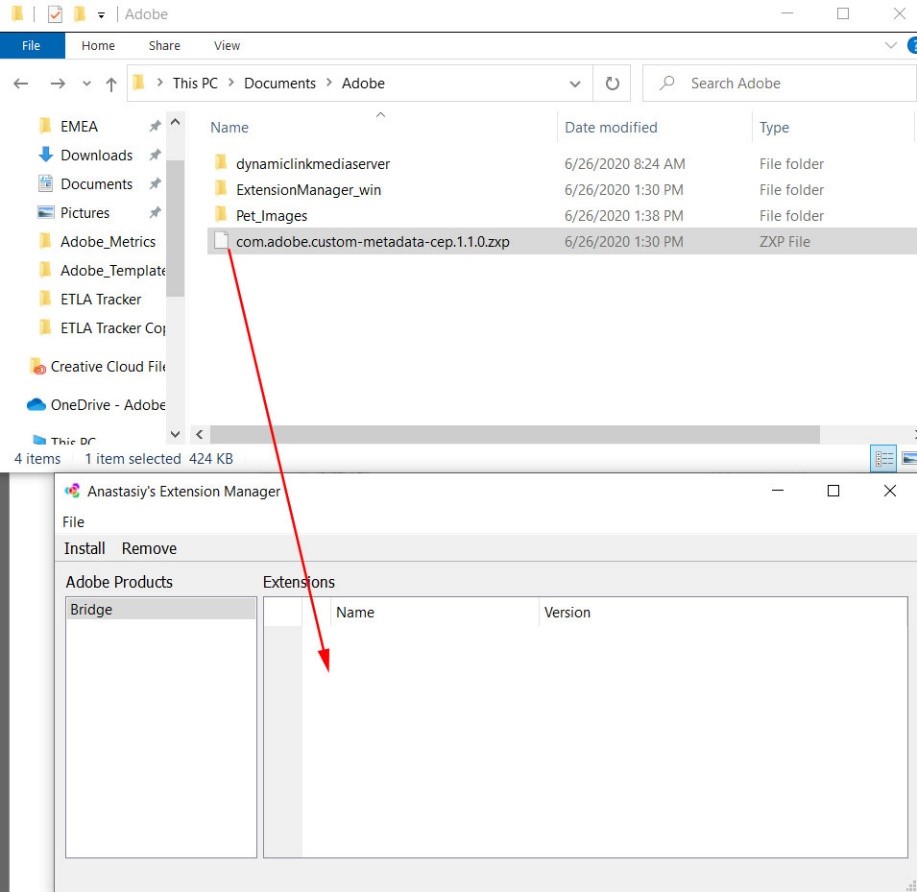 Adobe
File Home Share View
This PC > Documents > Adobe
Search Adobe
Name Date modified Type
EMEA
Downloads
Documents
Pictures
Adobe_Metrics
Adobe_Template
ETLA Tracker
ETLA Tracker Cop
Creative Cloud File
OneDrive - Adobe
This PC
dynamiclinkmediaserver 6/26/2020 8:24 AM File folder
ExtensionManager_win 6/26/2020 1:30 PM File folder
Pet_Images 6/26/2020 1:38 PM File folder
com.adobe.custom-metadata-cep.1.1.0.zxp 6/26/2020 1:30 PM ZXP File
4 items 1 item selected 424 KB
Anastasiy's Extension Manager
File
Install Remove
Adobe Products Extensions
Bridge
Name Version